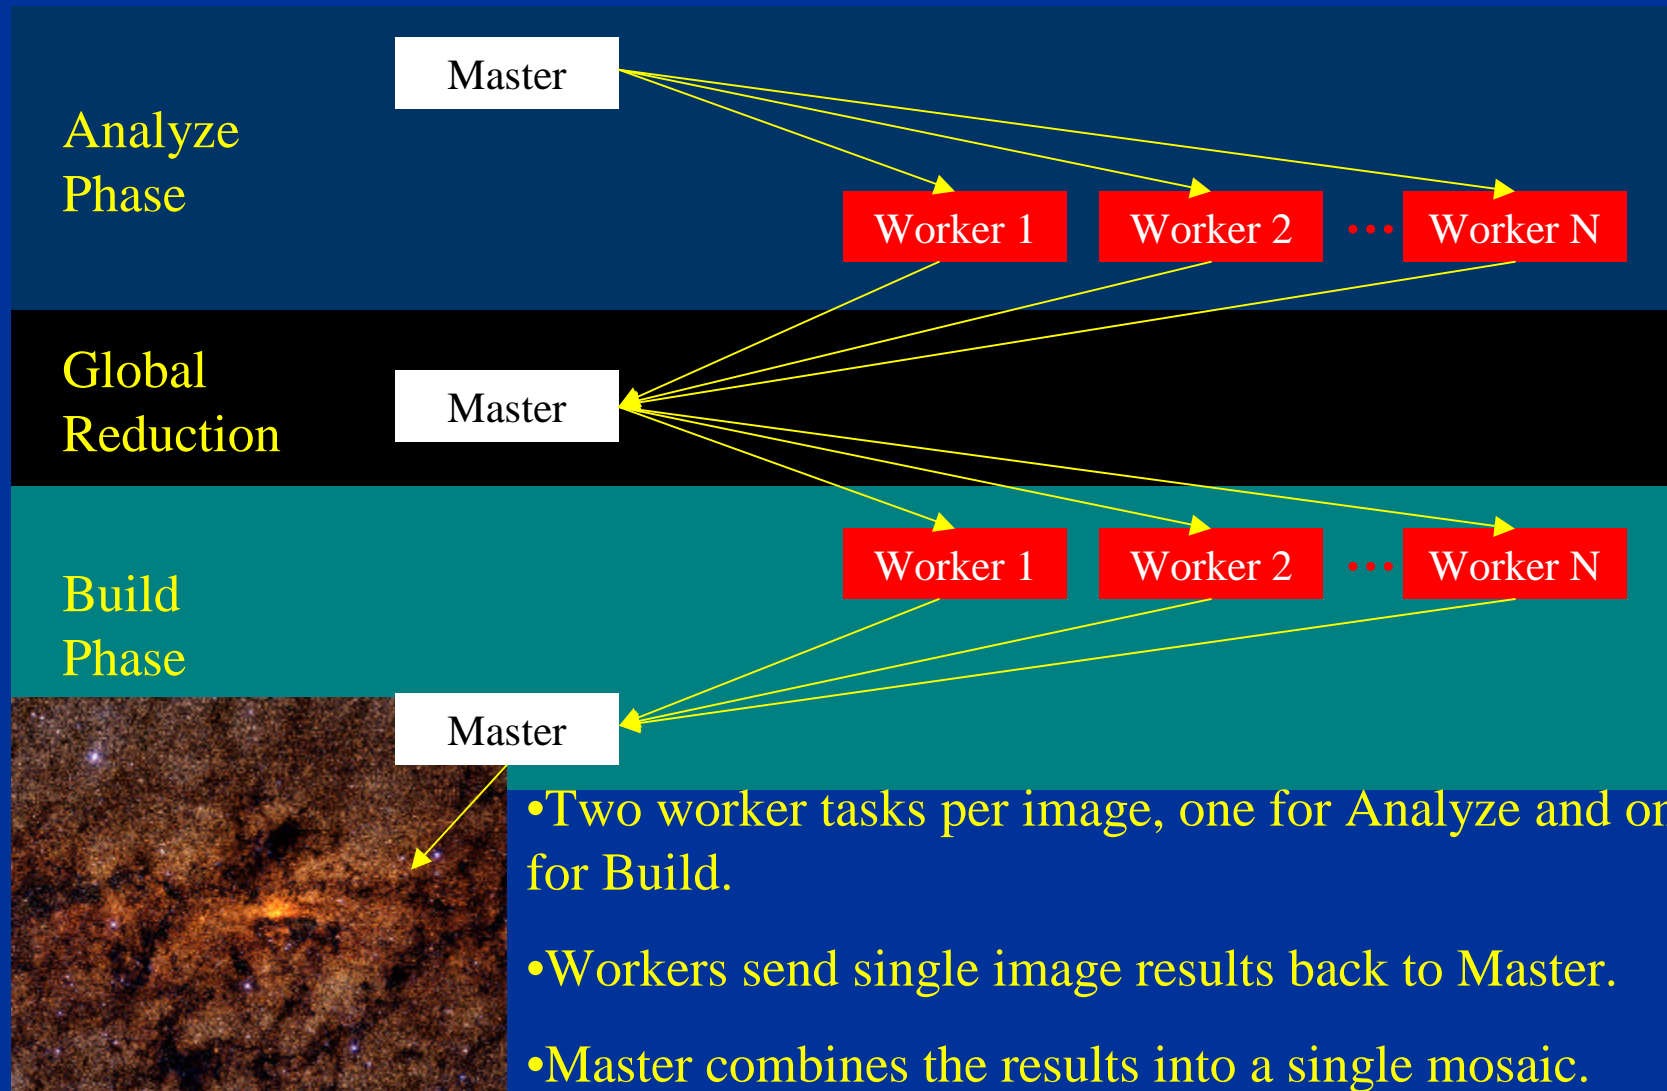 Master
Analyze
Phase
Worker 1 Worker 2 ... Worker N
Global
Reduction
Master
Worker 1 Worker 2 ... Worker N
Build
Phase
Master
•Two worker tasks per image, one for Analyze and
for Build.
•Workers send single image results back to Master.
•Master combines the results into a single mosaic.